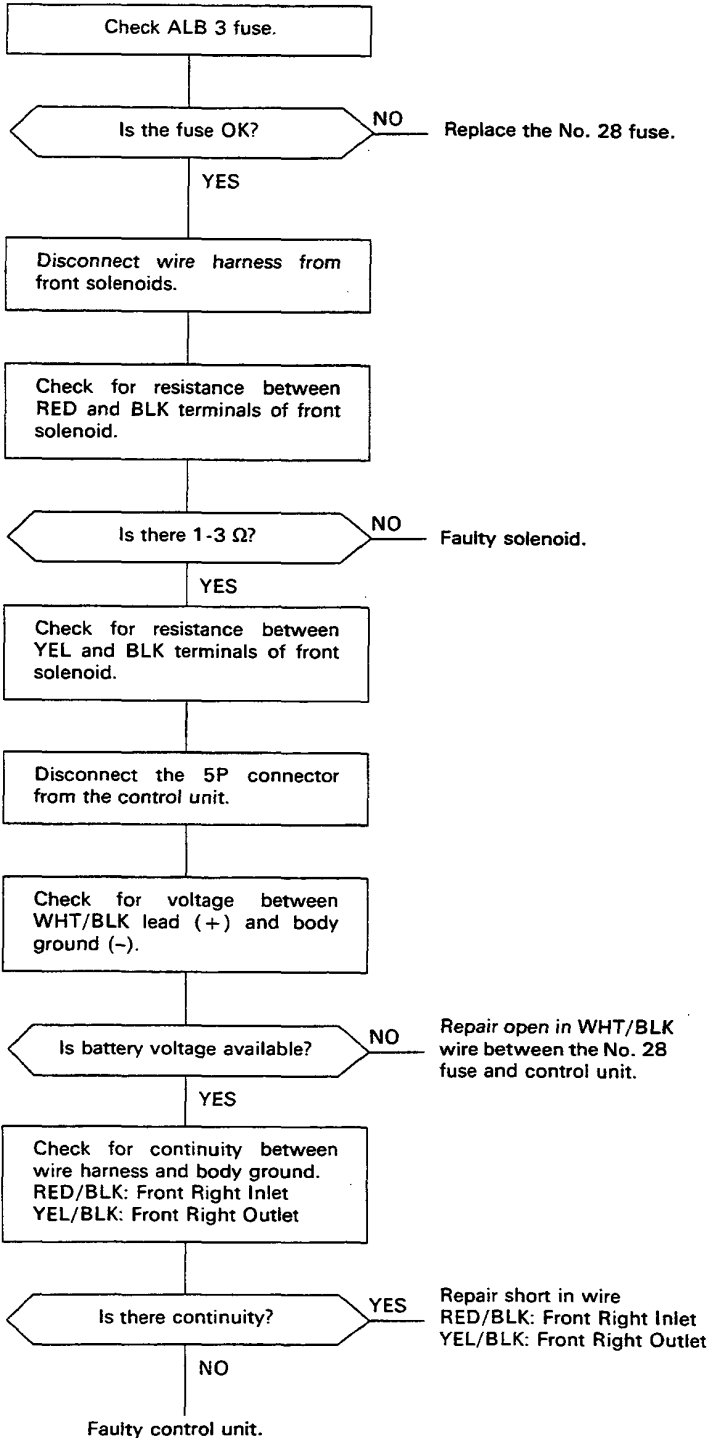 Check ALB 3 fuse.
Is the fuse OK?
NO
Replace the No. 28 fuse.
YES
Disconnect wire harness from
front solenoids.
Check for resistance between
RED and BLK terminals of front
solenoid.
Is there 1-3 Ω?
NO
Faulty solenoid.
YES
Check for resistance between
YEL and BLK terminals of front
solenoid.
Disconnect the 5P connector
from the control unit.
Check for voltage between
WHT/BLK lead (+) and body
ground (–).
Is battery voltage available?
NO
Repair open in WHT/BLK
wire between the No. 28
fuse and control unit.
YES
Check for continuity between
wire harness and body ground.
RED/BLK: Front Right Inlet
YEL/BLK: Front Right Outlet
Is there continuity?
YES
Repair short in wire
RED/BLK: Front Right Inlet
YEL/BLK: Front Right Outlet
NO
Faulty control unit.